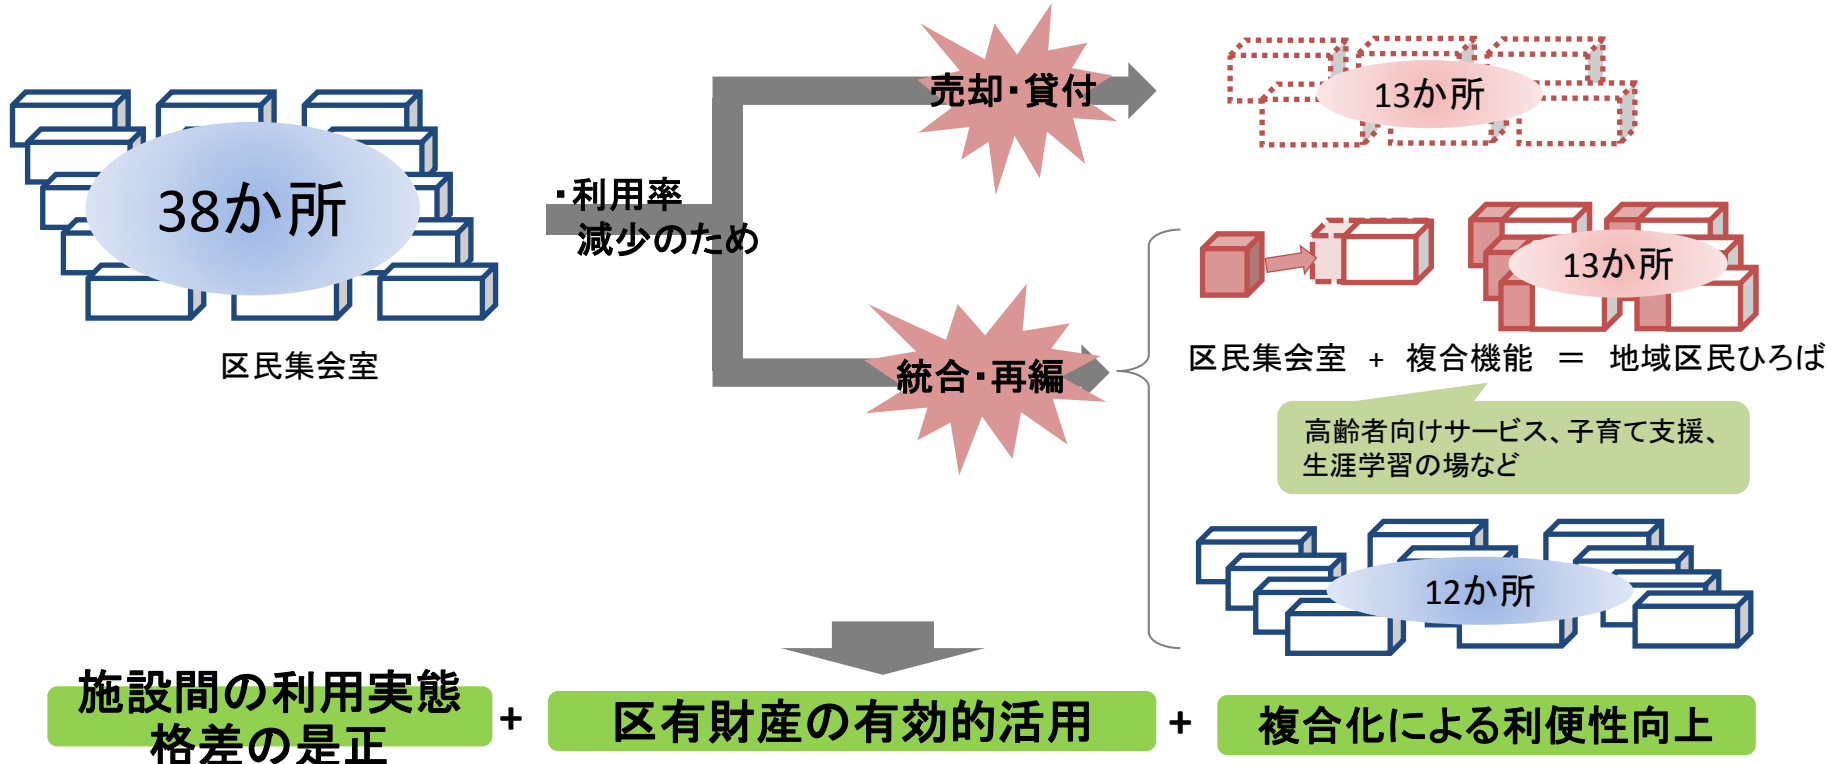 38か所
区民集会室
・利用率
減少のため
売却・貸付
13か所
統合・再編
13か所
区民集会室 + 複合機能 ＝ 地域区民ひろば
高齢者向けサービス、子育て支援、
生涯学習の場など
12か所
施設間の利用実態
格差の是正
+
区有財産の有効的活用
+
複合化による利便性向上